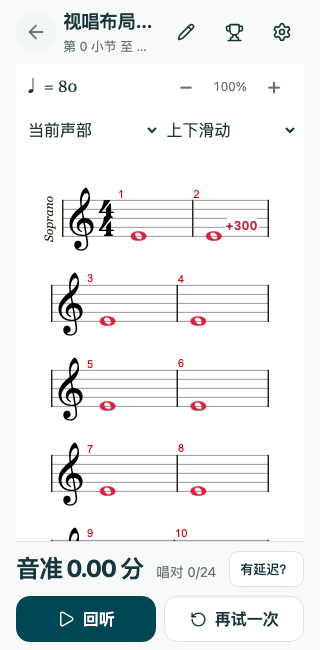 视唱布局...
第 0 小节 至 ...
= 80
100%
当前声部
上下滑动
Soprano
1
2
+300
3
4
5
6
7
8
9
10
音准 0.00 分
唱对 0/24
有延迟?
回听
再试一次